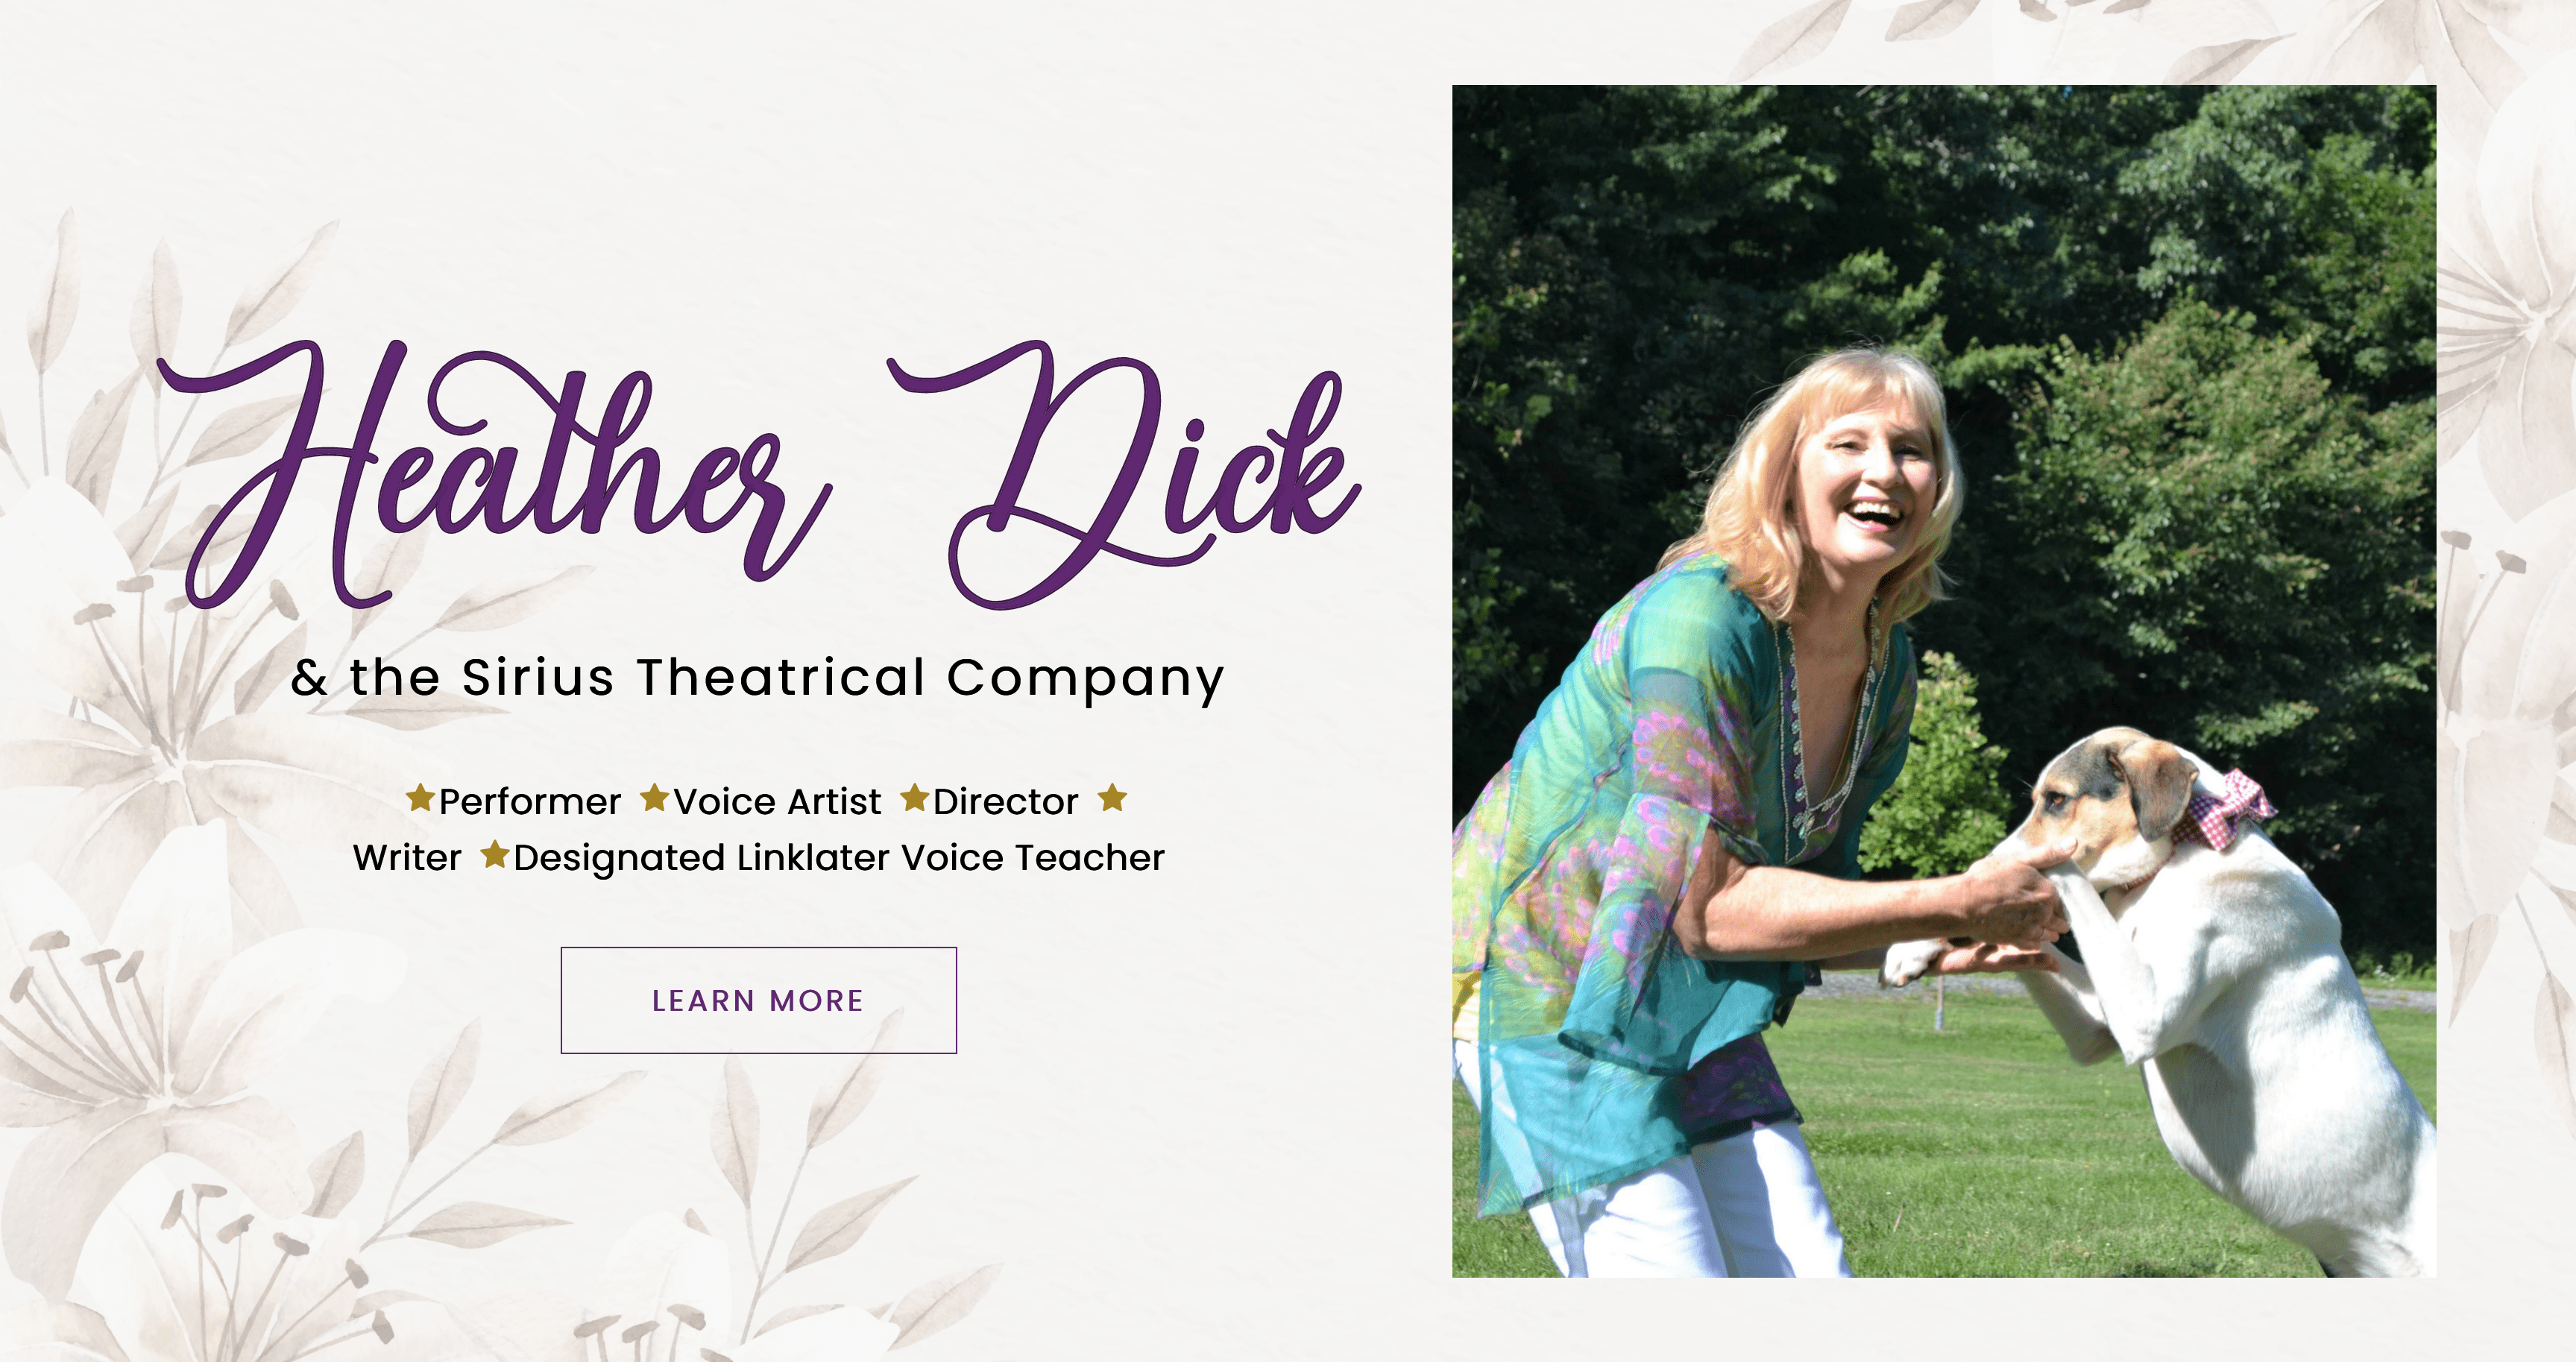 Heather Dick
& the Sirius Theatrical Company
★Performer ★Voice Artist ★Director ★
Writer ★Designated Linklater Voice Teacher
LEARN MORE